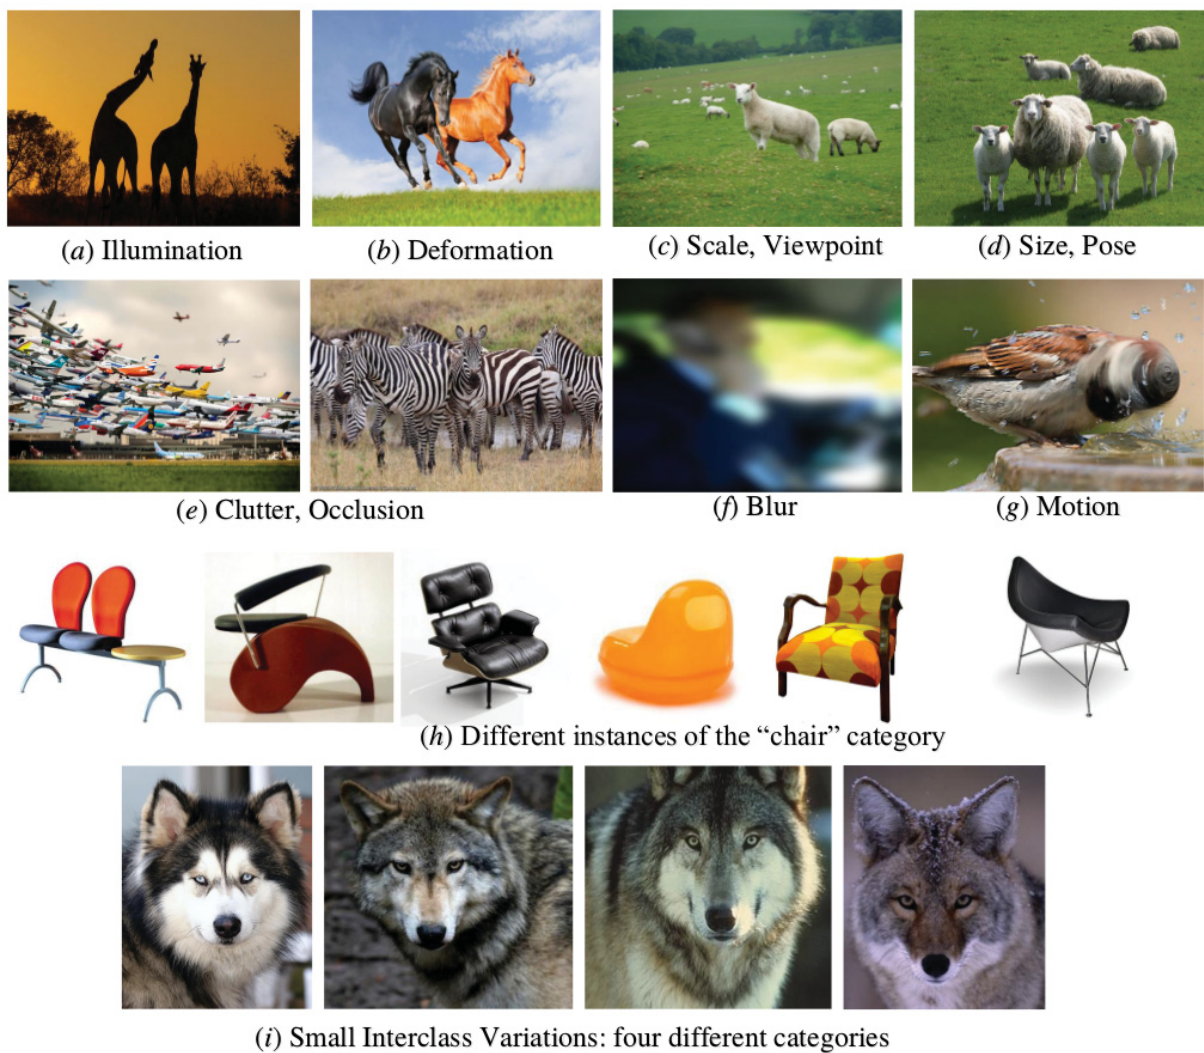 (a) Illumination
(b) Deformation
(c) Scale, Viewpoint
(d) Size, Pose
(e) Clutter, Occlusion
(f) Blur
(g) Motion
(h) Different instances of the “chair” category
(i) Small Interclass Variations: four different categories